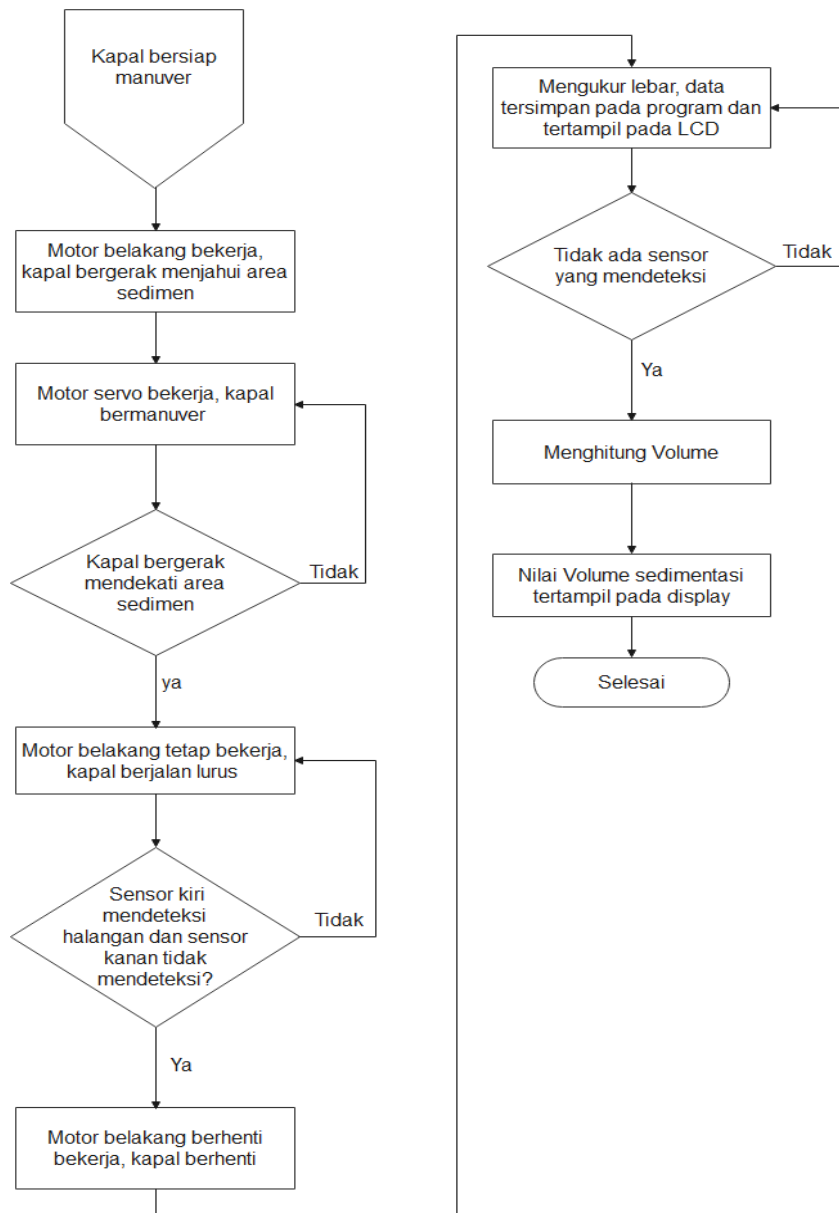 Kapal bersiap
manuver
Motor belakang bekerja,
kapal bergerak menjahui area
sedimen
Motor servo bekerja, kapal
bermanuver
Kapal bergerak
mendekati area
sedimen
Tidak
ya
Motor belakang tetap bekerja,
kapal berjalan lurus
Sensor kiri
mendeteksi
halangan dan sensor
kanan tidak
mendeteksi?
Tidak
Ya
Motor belakang berhenti
bekerja, kapal berhenti
Mengukur lebar, data
tersimpan pada program dan
tertampil pada LCD
Tidak ada sensor
yang mendeteksi
Tidak
Ya
Menghitung Volume
Nilai Volume sedimentasi
tertampil pada display
Selesai